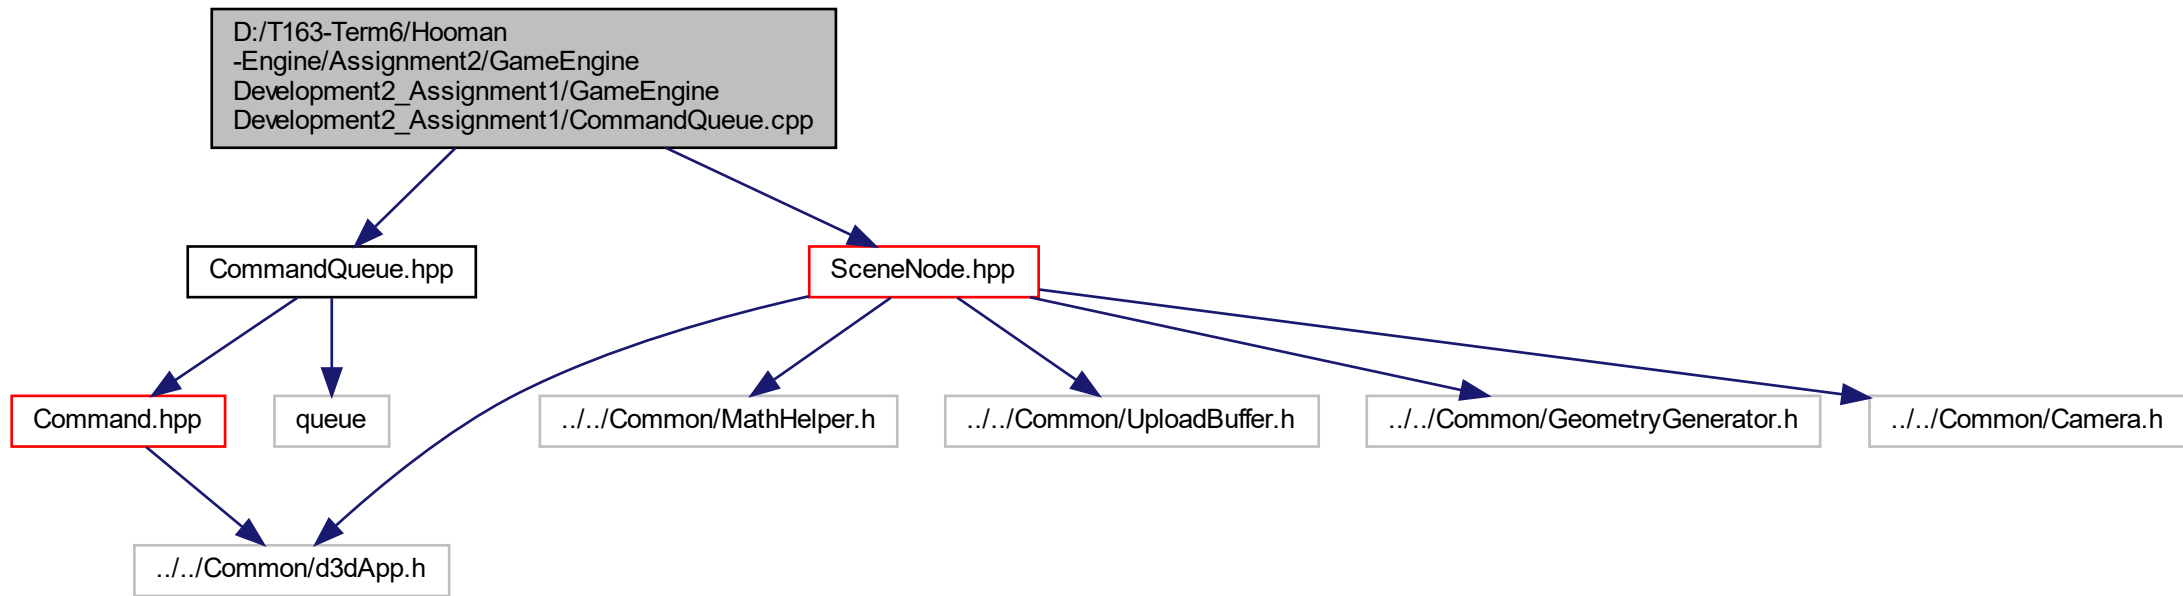 D:/T163-Term6/Hooman
-Engine/Assignment2/GameEngine
Development2_Assignment1/GameEngine
Development2_Assignment1/CommandQueue.cpp
CommandQueue.hpp
SceneNode.hpp
Command.hpp
queue
../../Common/MathHelper.h
../../Common/UploadBuffer.h
../../Common/GeometryGenerator.h
../../Common/Camera.h
../../Common/d3dApp.h